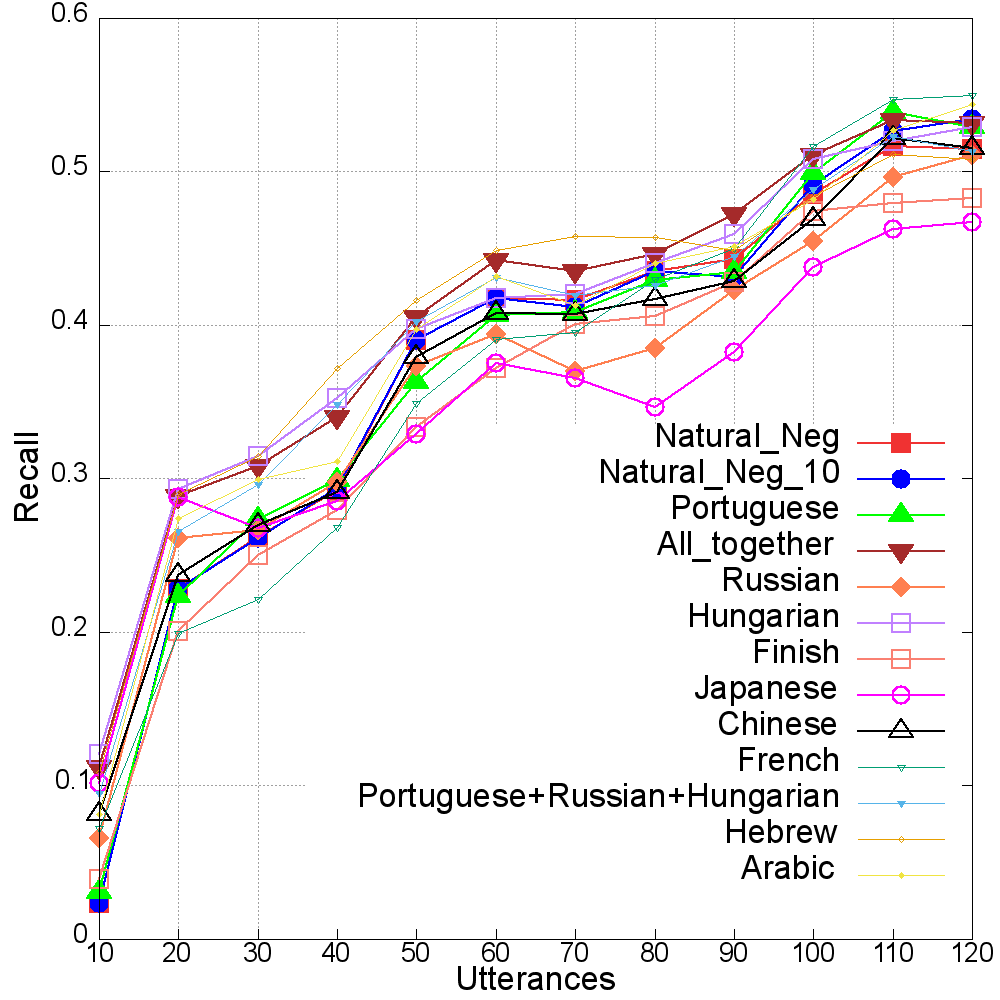 0.6
0.5
0.4
0.3
0.2
0.1
0
Recall
10 20 30 40 50 60 70 80 90 100 110 120
Utterances
Natural_Neg
Natural_Neg_10
Portuguese
All_together
Russian
Hungarian
Finish
Japanese
Chinese
French
Portuguese+Russian+Hungarian
Hebrew
Arabic